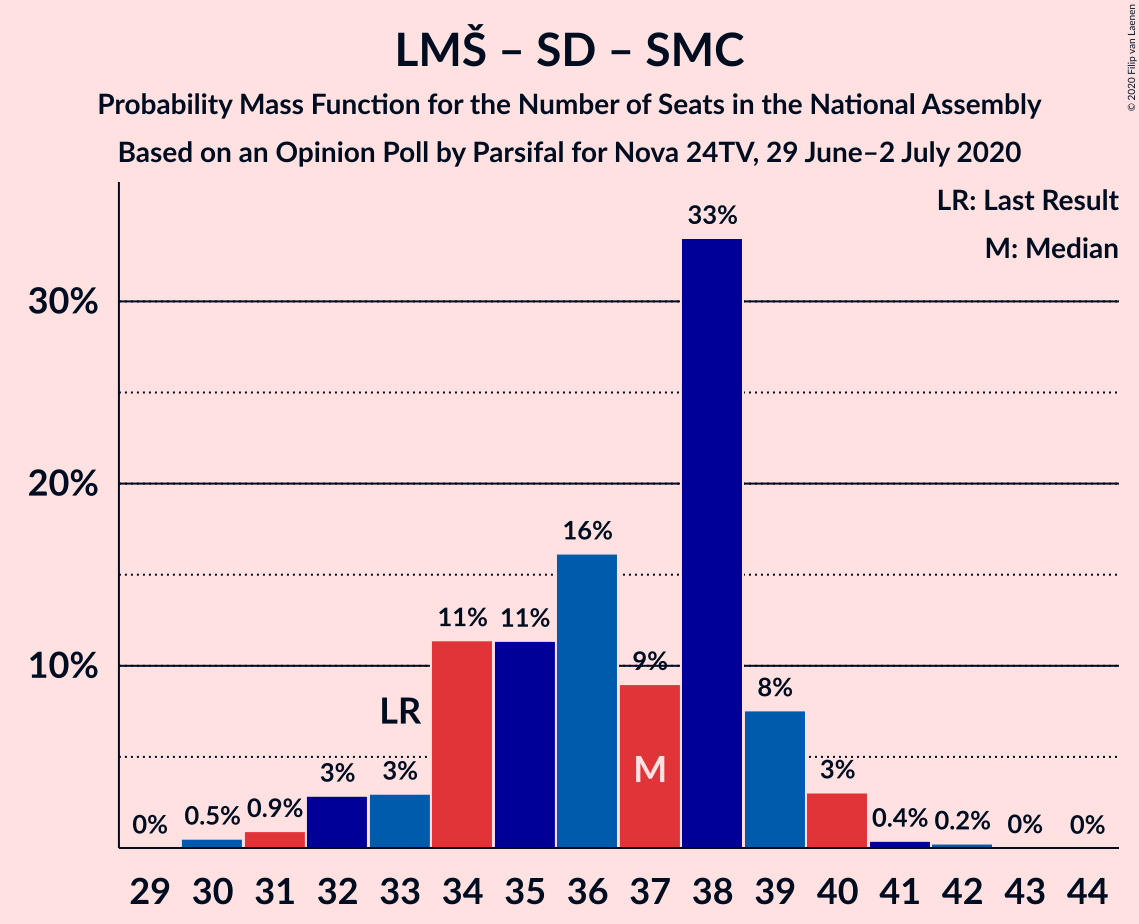 LMŠ – SD – SMC
Probability Mass Function for the Number of Seats in the National Assembly
Based on an Opinion Poll by Parsifal for Nova 24TV, 29 June–2 July 2020
© 2020 Filip van Laenen
LR: Last Result
M: Median
33%
30%
16%
20%
11% 11%
9%
10%
8%
LR
M
3% 3%
3%
0% 0.5% 0.9%
0.4% 0.2% 0% 0%
29 30 31 32 33 34 35 36 37 38 39 40 41 42 43 44